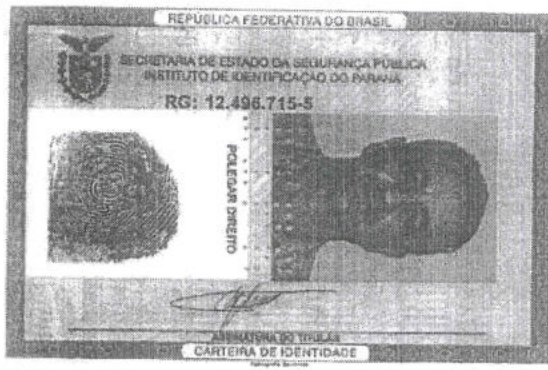 REPÚBLICA FEDERATIVA DO BRASIL
SECRETARIA DE ESTADO DA SEGURANÇA PÚBLICA
INSTITUTO DE IDENTIFICAÇÃO DO PARANÁ
RG: 12.496.715-5
POLEGAR DIREITO
ASSINATURA DO TITULAR
CARTEIRA DE IDENTIDADE